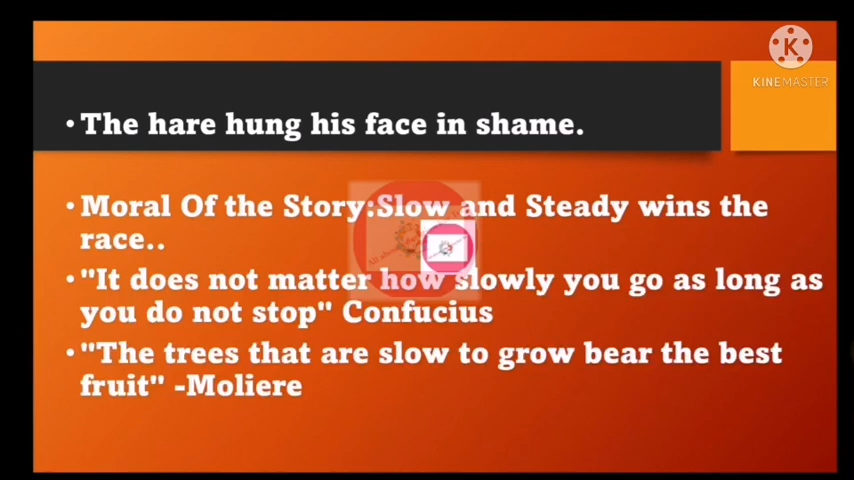 KINEMASTER
• The hare hung his face in shame.
• Moral Of the Story:Slow and Steady wins the
race..
• "It does not matter how slowly you go as long as
you do not stop" Confucius
• "The trees that are slow to grow bear the best
fruit" -Moliere